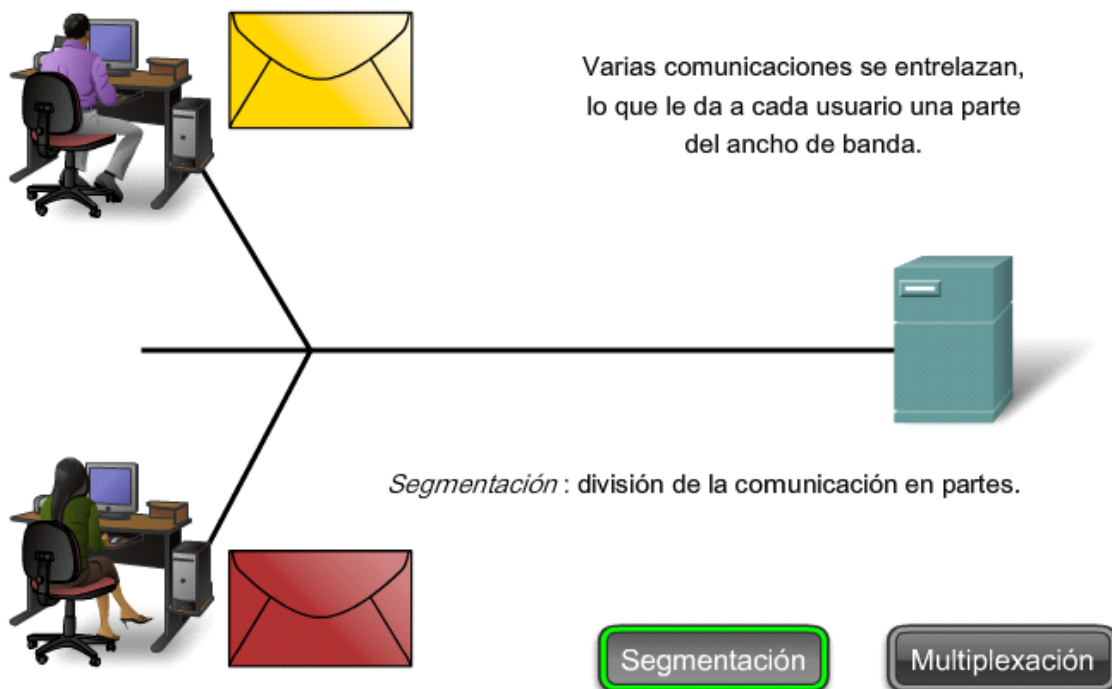 Varias comunicaciones se entrelazan,
lo que le da a cada usuario una parte
del ancho de banda.
Segmentación : división de la comunicación en partes.
Segmentación
Multiplexación